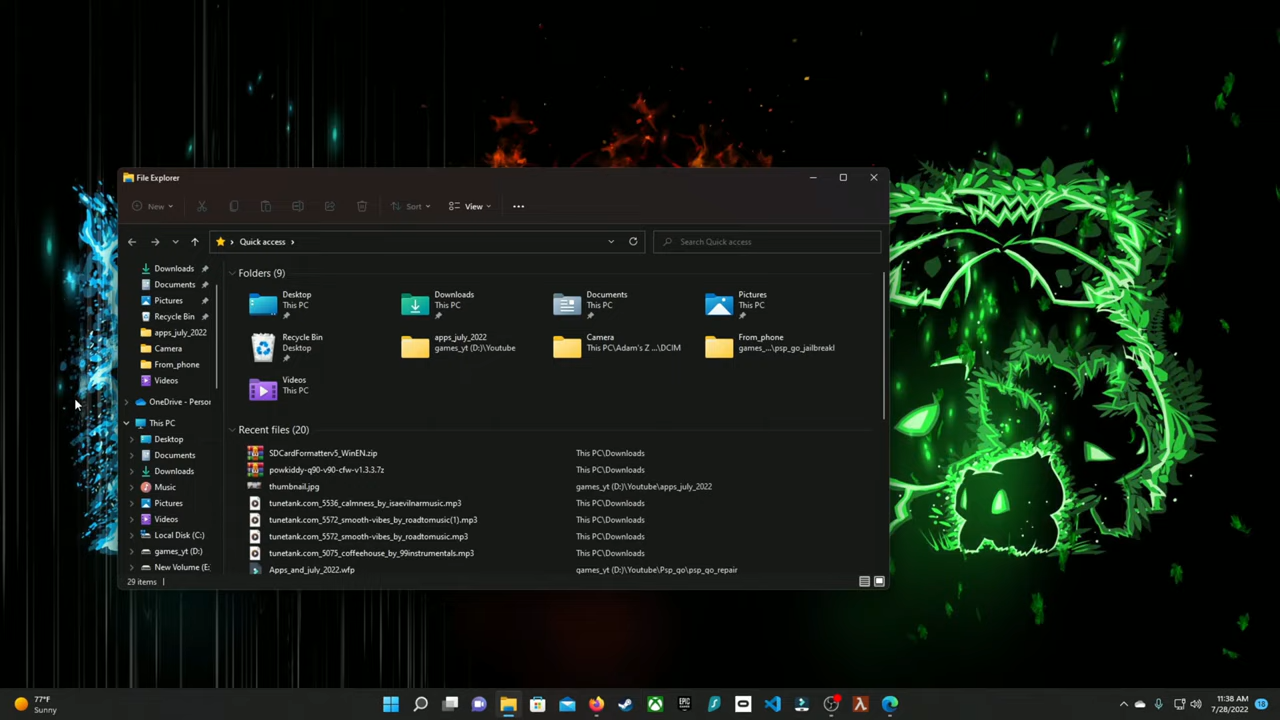 File Explorer
New
Sort
View
Quick access
Search Quick access
Downloads
Documents
Pictures
Recycle Bin
apps_july_2022
Camera
From_phone
Videos
OneDrive - Person
This PC
Desktop
Documents
Downloads
Music
Pictures
Videos
Local Disk (C:)
games_yt (D:)
New Volume (E:
Folders (9)
Desktop
This PC
Downloads
This PC
Documents
This PC
Pictures
This PC
Recycle Bin
Desktop
apps_july_2022
games_yt (D:)\Youtube
Camera
This PC\Adam's Z ...\DCIM
From_phone
games_...\psp_go_jailbreakl
Videos
This PC
Recent files (20)
SDCardFormatterv5_WinEN.zip This PC\Downloads
powkiddy-q90-v90-cfw-v1.3.3.7z This PC\Downloads
thumbnail.jpg games_yt (D:)\Youtube\apps_july_2022
tunetank.com_5536_calmness_by_isaevilnarmusic.mp3 This PC\Downloads
tunetank.com_5572_smooth-vibes_by_roadtomusic(1).mp3 This PC\Downloads
tunetank.com_5572_smooth-vibes_by_roadtomusic.mp3 This PC\Downloads
tunetank.com_5075_coffeehouse_by_99instrumentals.mp3 This PC\Downloads
Apps_and_july_2022.wfp games_yt (D:)\Youtube\Psp_go\psp_go_repair
29 items
77°F
Sunny
EPIC
11:38 AM
7/28/2022
18